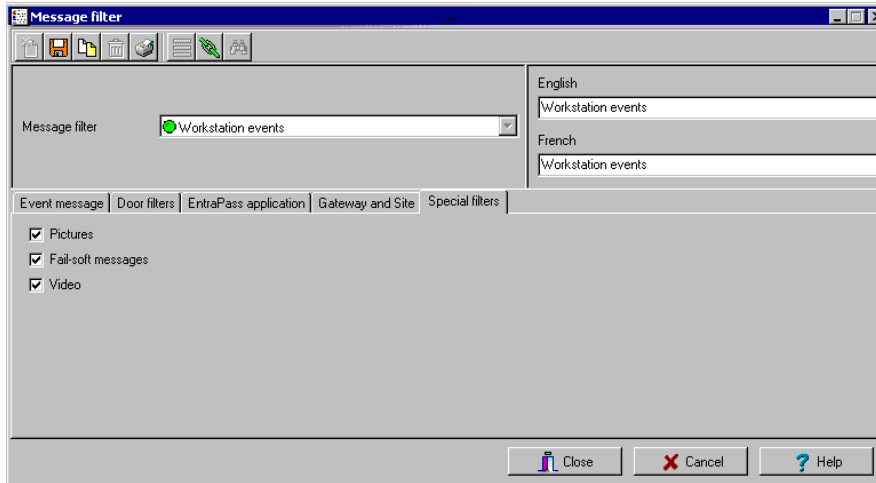 Message filter
English
Workstation events
Message filter
Workstation events
French
Workstation events
Event message
Door filters
EntraPass application
Gateway and Site
Special filters
Pictures
Fail-soft messages
Video
Close
Cancel
Help